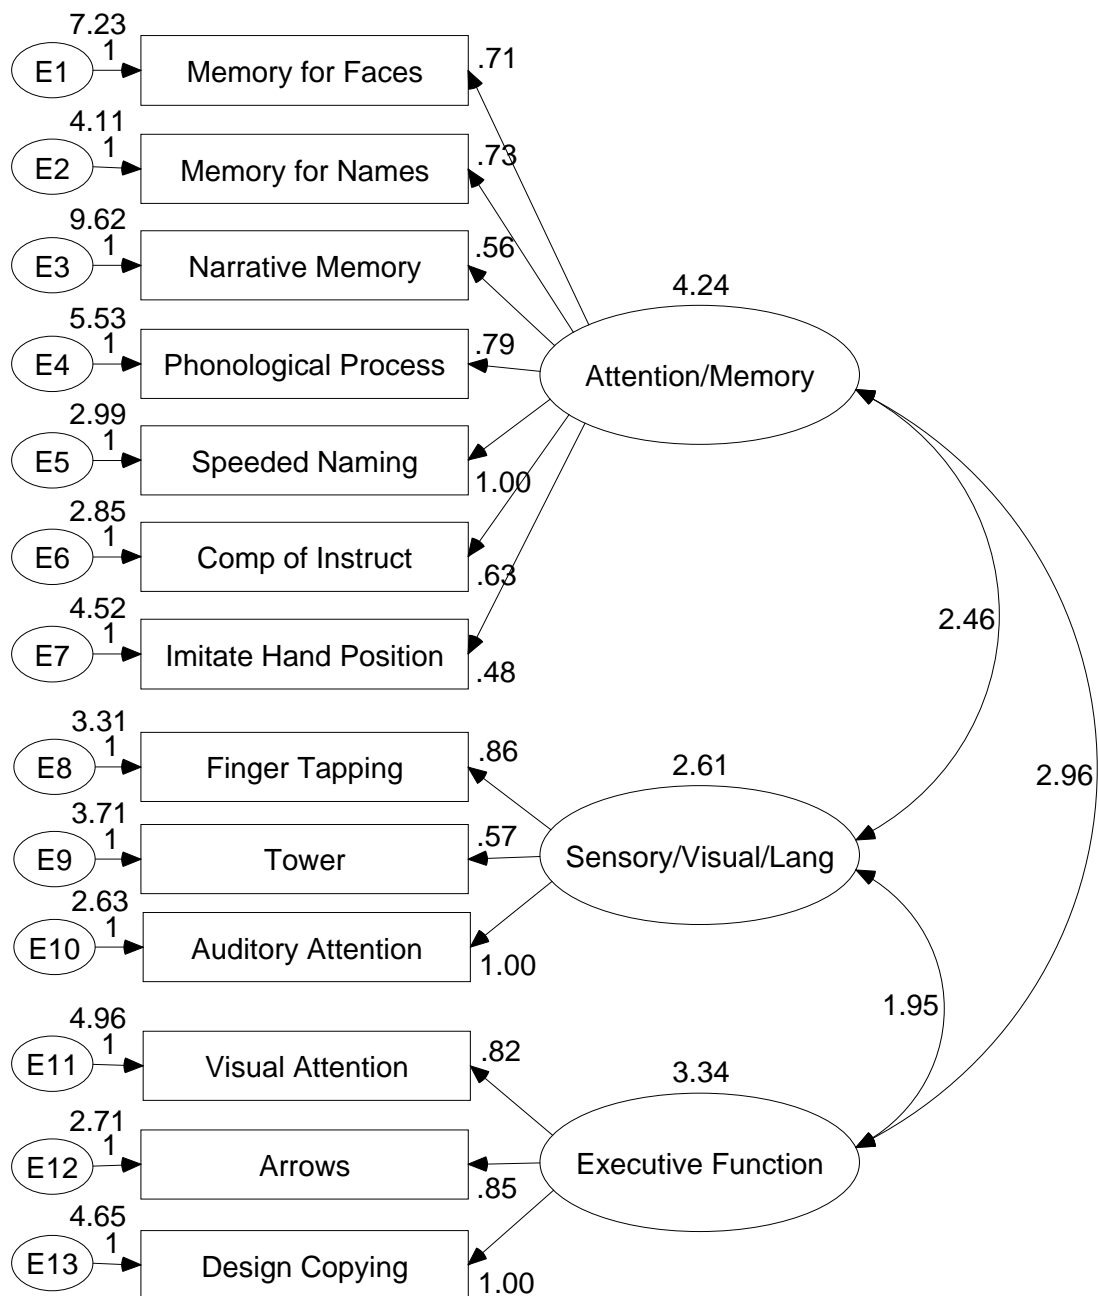 7.23
1
E1
Memory for Faces
.71
4.11
1
E2
Memory for Names
.73
9.62
1
E3
Narrative Memory
.56
4.24
Attention/Memory
5.53
1
E4
Phonological Process
.79
2.99
1
E5
Speeded Naming
1.00
2.85
1
E6
Comp of Instruct
.63
4.52
1
E7
Imitate Hand Position
.48
2.46
2.96
3.31
1
E8
Finger Tapping
.86
2.61
Sensory/Visual/Lang
3.71
1
E9
Tower
.57
2.63
1
E10
Auditory Attention
1.00
1.95
4.96
1
E11
Visual Attention
.82
3.34
Executive Function
2.71
1
E12
Arrows
.85
4.65
1
E13
Design Copying
1.00